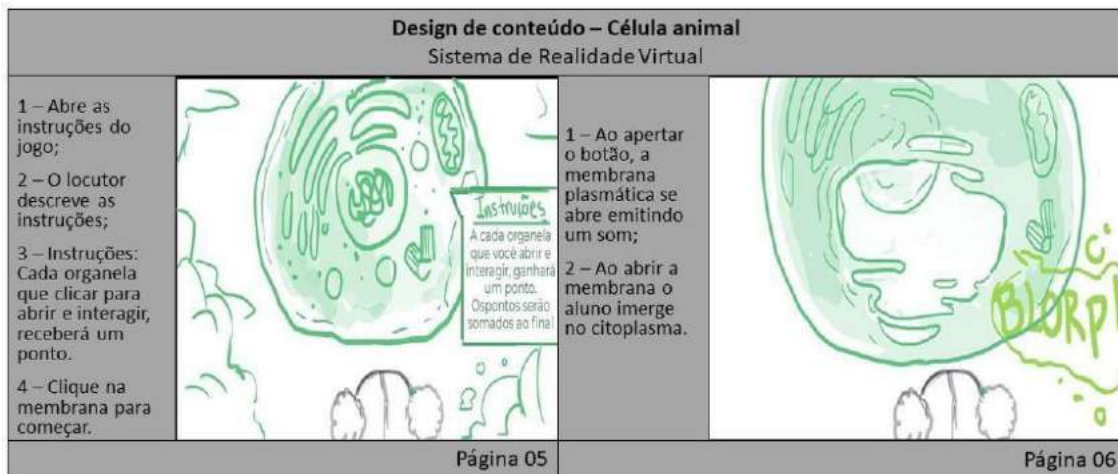 Design de conteúdo – Célula animal
Sistema de Realidade Virtual
1 – Abre as
instruções do
jogo;
2 – O locutor
descreve as
instruções;
3 – Instruções:
Cada organela
que clicar para
abrir e interagir,
receberá um
ponto.
4 – Clique na
membrana para
começar.
Instruções
A cada organela
que você abrir e
interagir, ganhará
um ponto.
Ospontos serão
somados ao final
Página 05
1 – Ao apertar
o botão, a
membrana
plasmática se
abre emitindo
um som;
2 – Ao abrir a
membrana o
aluno imerge
no citoplasma.
BLORP
Página 06